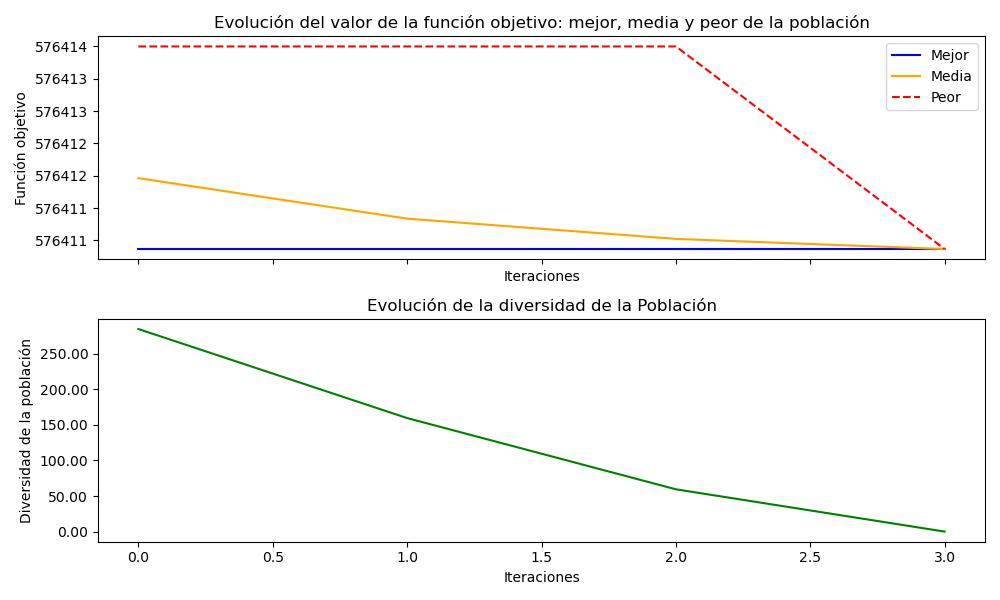 Evolución del valor de la función objetivo: mejor, media y peor de la población
Función objetivo
576414
576413
576413
576412
576412
576411
576411
Mejor
Media
Peor
Iteraciones
Evolución de la diversidad de la Población
Diversidad de la población
250.00
200.00
150.00
100.00
50.00
0.00
0.0 0.5 1.0 1.5 2.0 2.5 3.0
Iteraciones